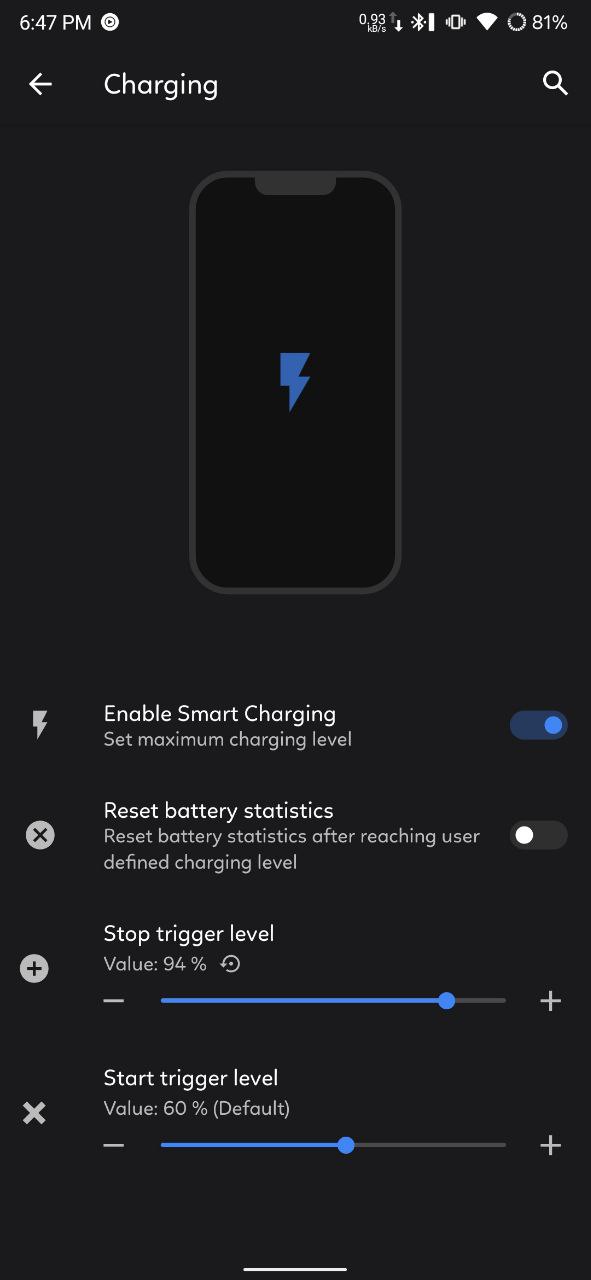 6:47 PM 0.93 kB/s 81%
Charging
Enable Smart Charging
Set maximum charging level
Reset battery statistics
Reset battery statistics after reaching user
defined charging level
Stop trigger level
Value: 94 %
Start trigger level
Value: 60 % (Default)